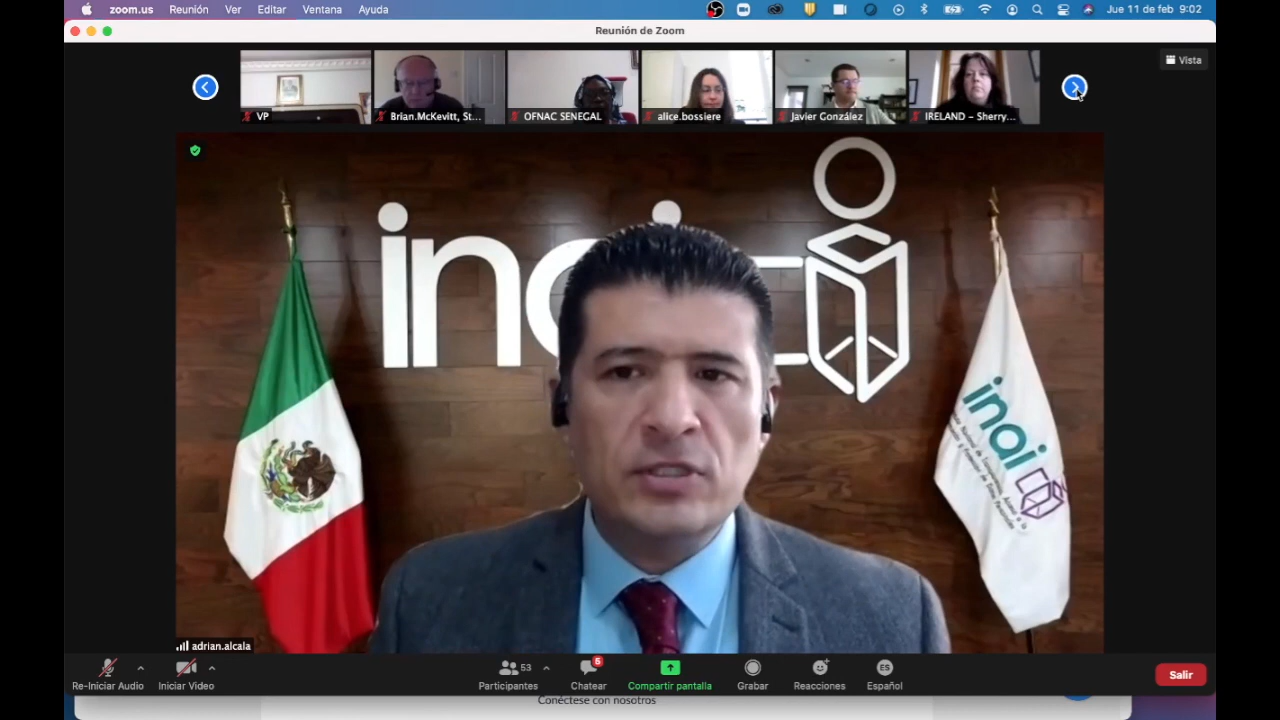 zoom.us Reunión Ver Editar Ventana Ayuda
Jue 11 de feb 9:02
Reunión de Zoom
Vista
VP
Brian.McKevitt, St...
OFNAC SENEGAL
alice.bossiere
Javier González
IRELAND – Sherry...
inai
inai
adrian.alcala
Re-Iniciar Audio
Iniciar Video
53
Participantes
6
Chatear
Compartir pantalla
Grabar
Reacciones
ES
Español
Salir
Conéctese con nosotros